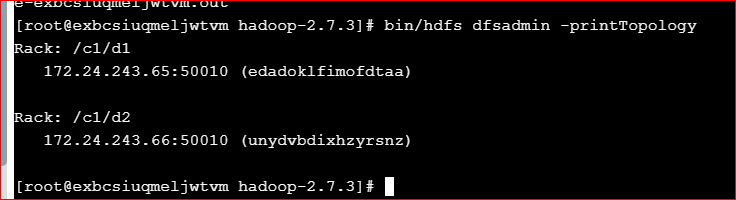 e-exbcsiuqmeljwtvm.out
[root@exbcsiuqmeljwtvm hadoop-2.7.3]# bin/hdfs dfsadmin -printTopology
Rack: /c1/d1
   172.24.243.65:50010 (edadoklfimofdtaa)

Rack: /c1/d2
   172.24.243.66:50010 (unydvbdixhzyrsnz)

[root@exbcsiuqmeljwtvm hadoop-2.7.3]#